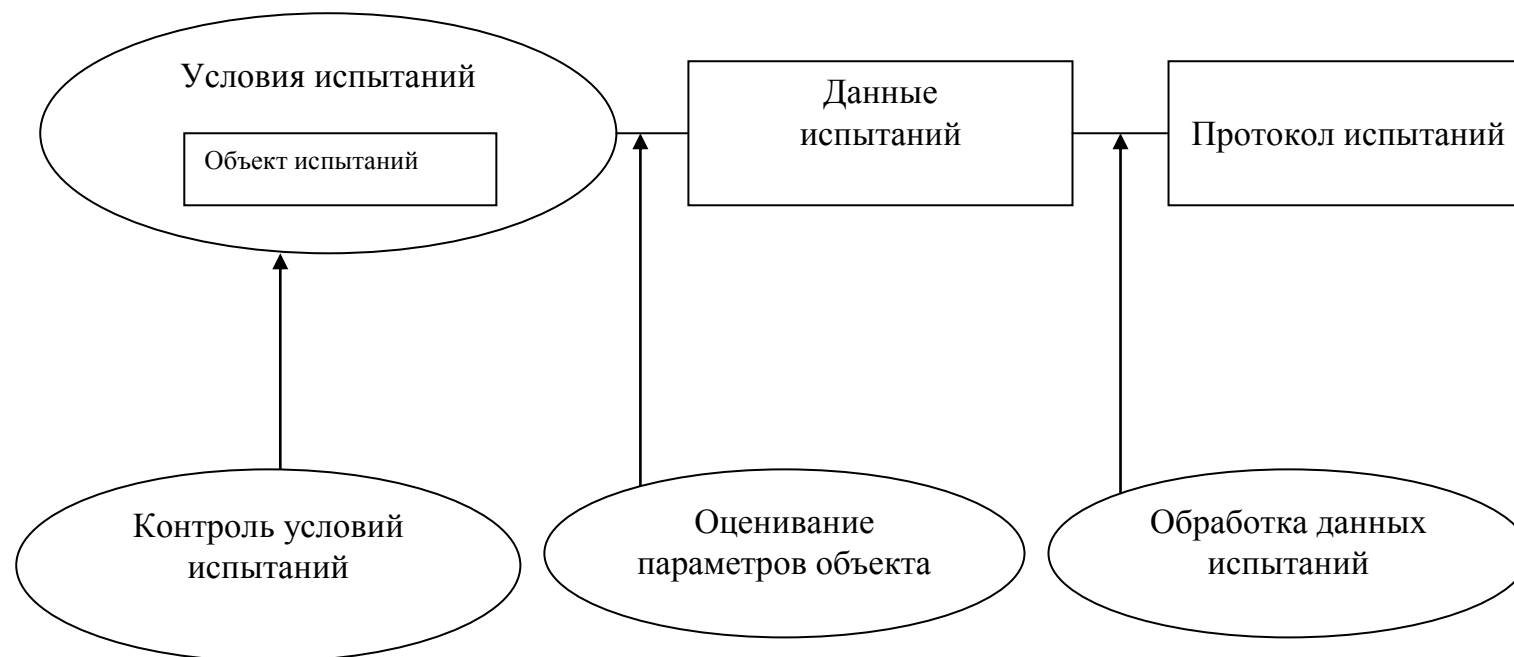 Условия испытаний
Объект испытаний
Данные
испытаний
Протокол испытаний
Контроль условий
испытаний
Оценивание
параметров объекта
Обработка данных
испытаний